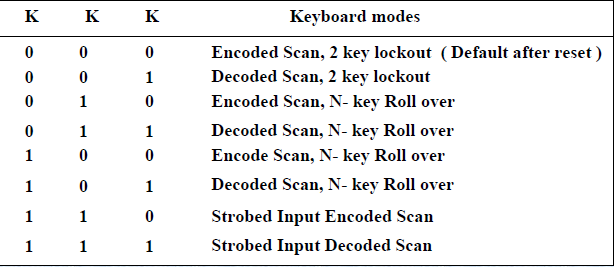 K K K Keyboard modes
0 0 0 Encoded Scan, 2 key lockout ( Default after reset )
0 0 1 Decoded Scan, 2 key lockout
0 1 0 Encoded Scan, N- key Roll over
0 1 1 Decoded Scan, N- key Roll over
1 0 0 Encode Scan, N- key Roll over
1 0 1 Decoded Scan, N- key Roll over
1 1 0 Strobed Input Encoded Scan
1 1 1 Strobed Input Decoded Scan